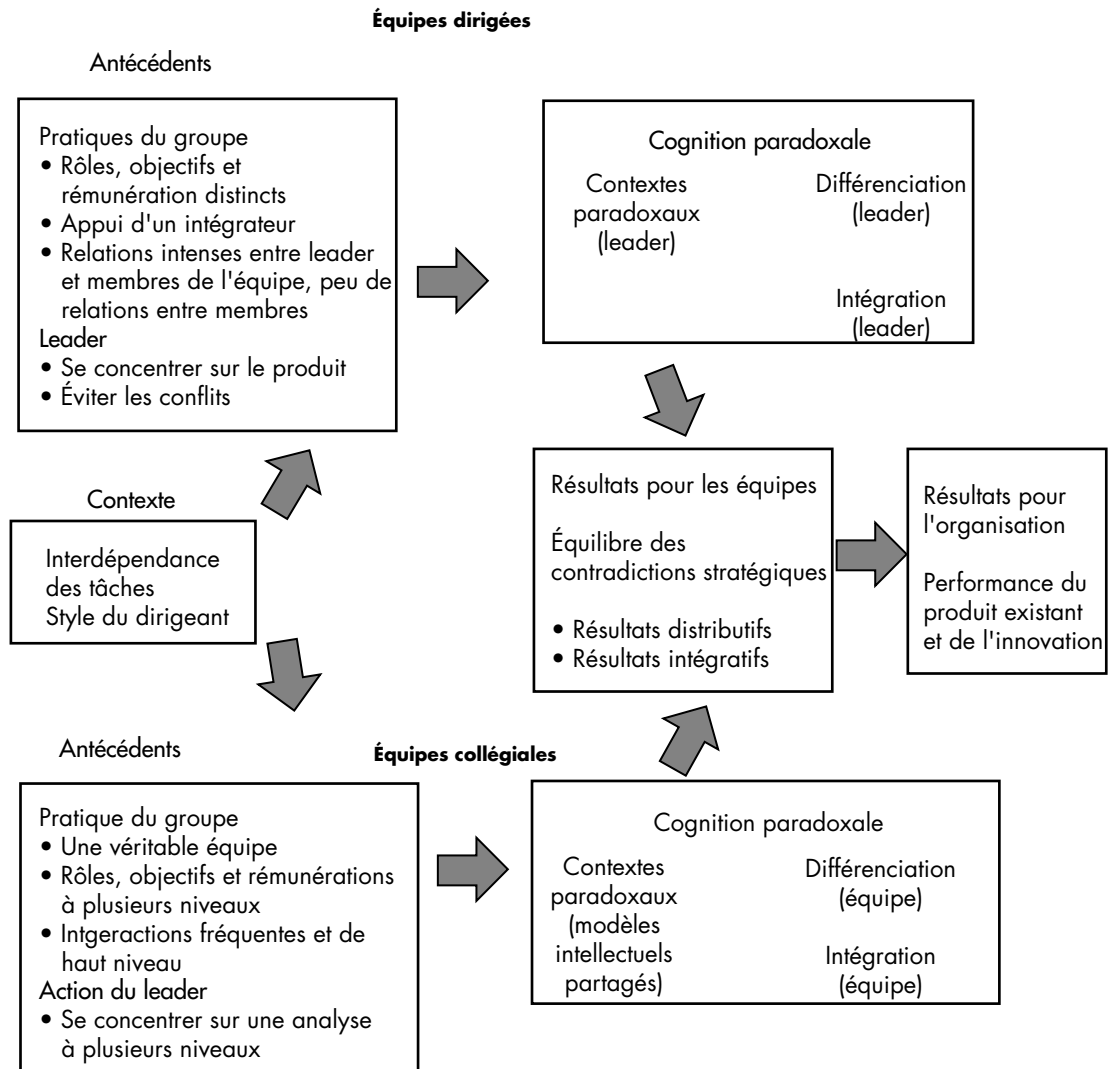 Équipes dirigées
Antécédents
Pratiques du groupe
• Rôles, objectifs et
rémunération distincts
• Appui d'un intégrateur
• Relations intenses entre leader
et membres de l'équipe, peu de
relations entre membres
Leader
• Se concentrer sur le produit
• Éviter les conflits
Cognition paradoxale
Contextes
paradoxaux
(leader)
Différenciation
(leader)
Intégration
(leader)
Contexte
Interdépendance
des tâches
Style du dirigeant
Résultats pour les équipes
Équilibre des
contradictions stratégiques
• Résultats distributifs
• Résultats intégratifs
Résultats pour
l'organisation
Performance du
produit existant
et de l'innovation
Antécédents
Équipes collégiales
Pratique du groupe
• Une véritable équipe
• Rôles, objectifs et rémunérations
à plusieurs niveaux
• Intgeractions fréquentes et de
haut niveau
Action du leader
• Se concentrer sur une analyse
à plusieurs niveaux
Cognition paradoxale
Contextes
paradoxaux
(modèles
intellectuels
partagés)
Différenciation
(équipe)
Intégration
(équipe)